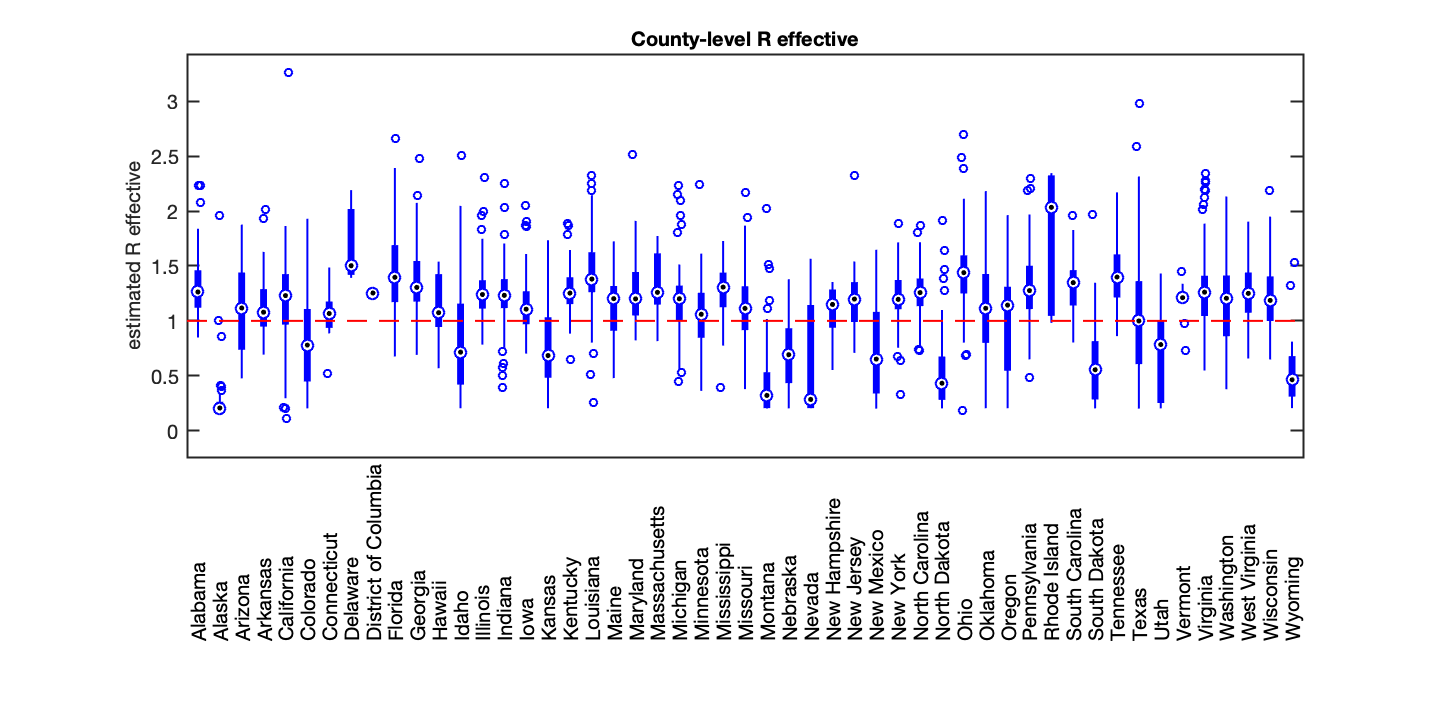 County-level R effective
estimated R effective
3
2.5
2
1.5
1
0.5
0
Alabama
Alaska
Arizona
Arkansas
California
Colorado
Connecticut
Delaware
District of Columbia
Florida
Georgia
Hawaii
Idaho
Illinois
Indiana
Iowa
Kansas
Kentucky
Louisiana
Maine
Maryland
Massachusetts
Michigan
Minnesota
Mississippi
Missouri
Montana
Nebraska
Nevada
New Hampshire
New Jersey
New Mexico
New York
North Carolina
North Dakota
Ohio
Oklahoma
Oregon
Pennsylvania
Rhode Island
South Carolina
South Dakota
Tennessee
Texas
Utah
Vermont
Virginia
Washington
West Virginia
Wisconsin
Wyoming